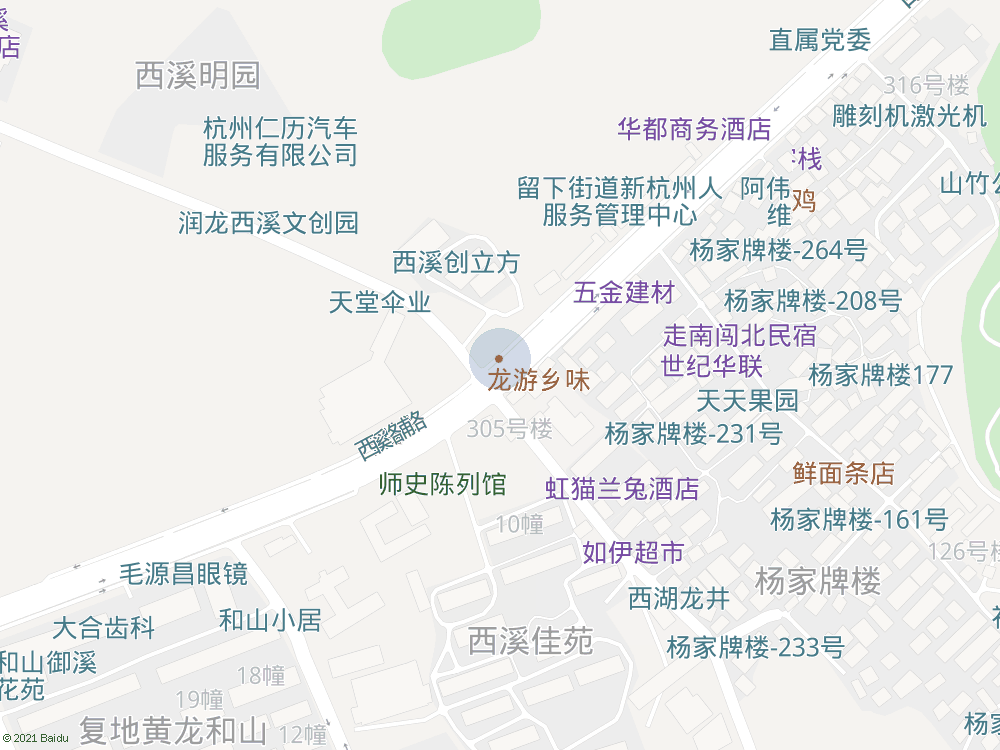 溪
店
直属党委
西溪明园
316号楼
杭州仁历汽车
服务有限公司
华都商务酒店
雕刻机激光机
客栈
留下街道新杭州人
服务管理中心
阿伟
维
鸡
山竹公
润龙西溪文创园
杨家牌楼-264号
西溪创立方
天堂伞业
五金建材
杨家牌楼-208号
走南闯北民宿
世纪华联
龙游乡味
杨家牌楼177
天天果园
西溪路辅路
305号楼
杨家牌楼-231号
师史陈列馆
虹猫兰兔酒店
鲜面条店
10幢
杨家牌楼-161号
如伊超市
126号楼
毛源昌眼镜
杨家牌楼
西湖龙井
大合齿科
和山小居
西溪佳苑
杨家牌楼-233号
和山御溪
花苑
18幢
19幢
复地黄龙和山
12幢
杨家
© 2021 Baidu